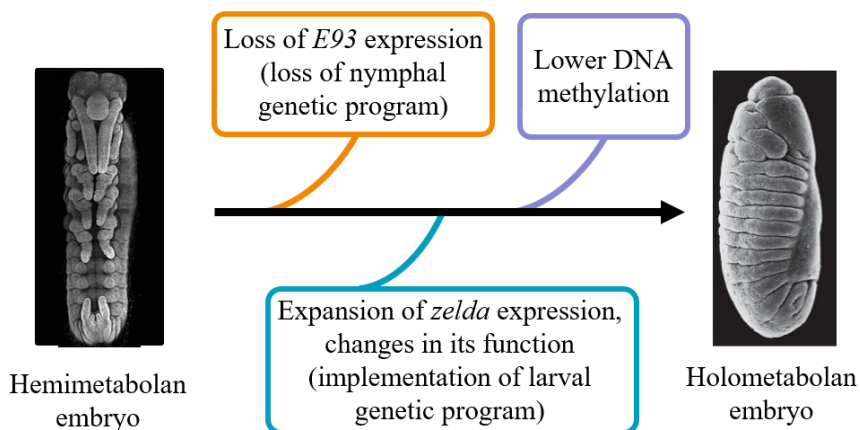 Loss of E93 expression
(loss of nymphal
genetic program)
Lower DNA
methylation
Expansion of zelda expression,
changes in its function
(implementation of larval
genetic program)
Hemimetabolan
embryo
Holometabolan
embryo